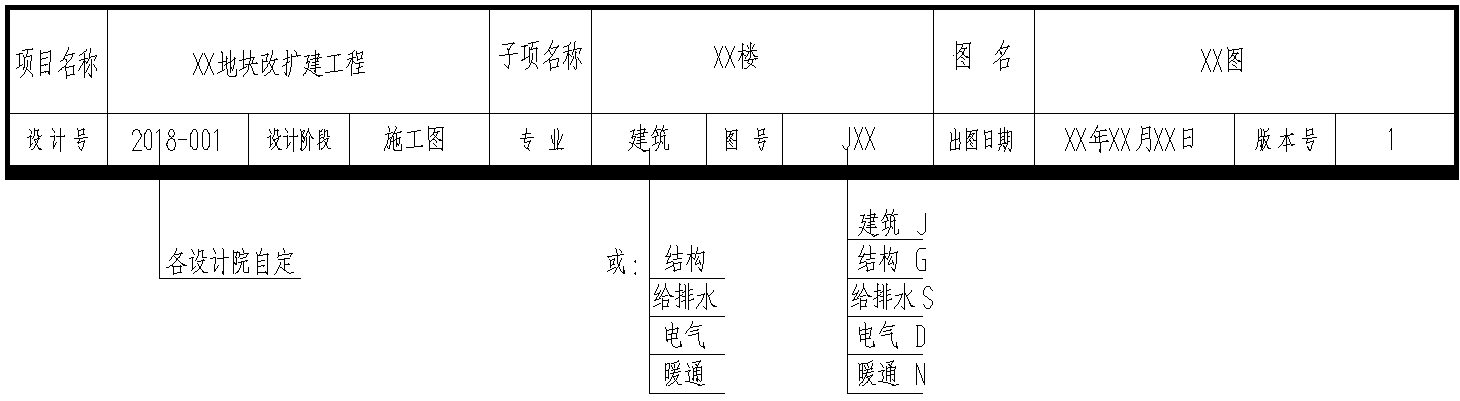 项目名称 XX地块改扩建工程 子项名称 XX楼 图 名 XX图
设计号 2018-001 设计阶段 施工图 专 业 建筑 图 号 JXX 出图日期 XX年XX月XX日 版本号 1
建筑 J
各设计院自定 或: 结构 结构 G
给排水 给排水 S
电气 电气 D
暖通 暖通 N